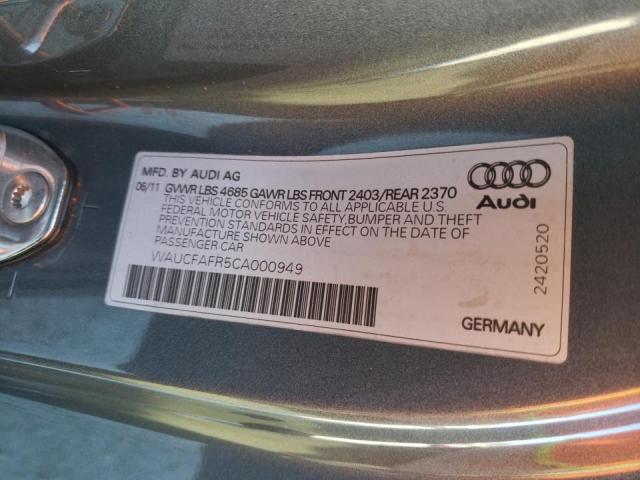 MFD. BY AUDI AG
06/11 GVWR LBS 4685 GAWR LBS FRONT 2403/REAR 2370
THIS VEHICLE CONFORMS TO ALL APPLICABLE U.S.
FEDERAL MOTOR VEHICLE SAFETY,BUMPER AND THEFT
PREVENTION STANDARDS IN EFFECT ON THE DATE OF
MANUFACTURE SHOWN ABOVE
PASSENGER CAR
WAUCFAFR5CA000949
Audi
2420520
GERMANY